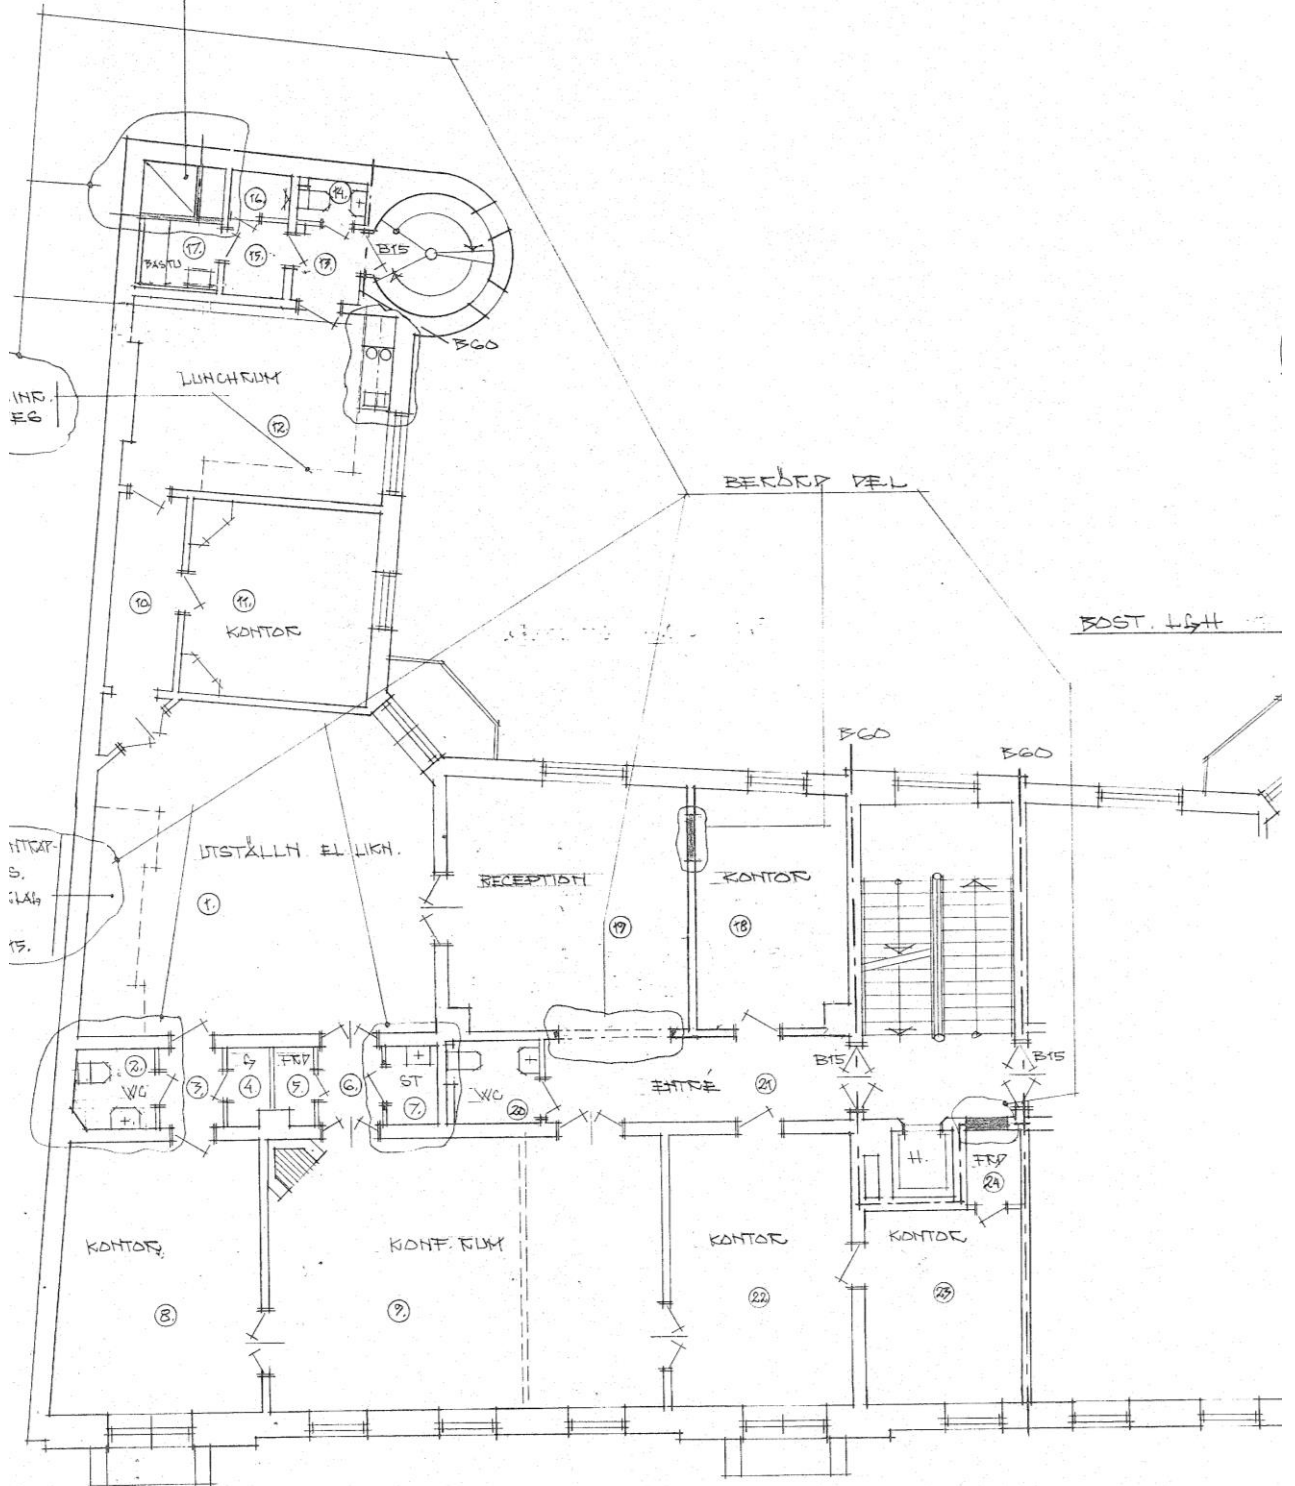 14.
16.
B15
17.
15.
13.
BASTU
B60
LUNCHRUM
INR.
12.
BERÖRD DEL
10.
11.
KONTOR
BOST. LGH
B60
B60
UTSTÄLLN. EL LIKN.
S.
RECEPTION
KONTOR
1.
19
18
15.
2.
FRD
B15
B15
3.
4.
5.
6.
ST
ENTRÉ
21
WC
7.
WC
20
H.
FRD
24
KONTOR
KONF. RUM
KONTOR
KONTOR
8.
9.
22
23